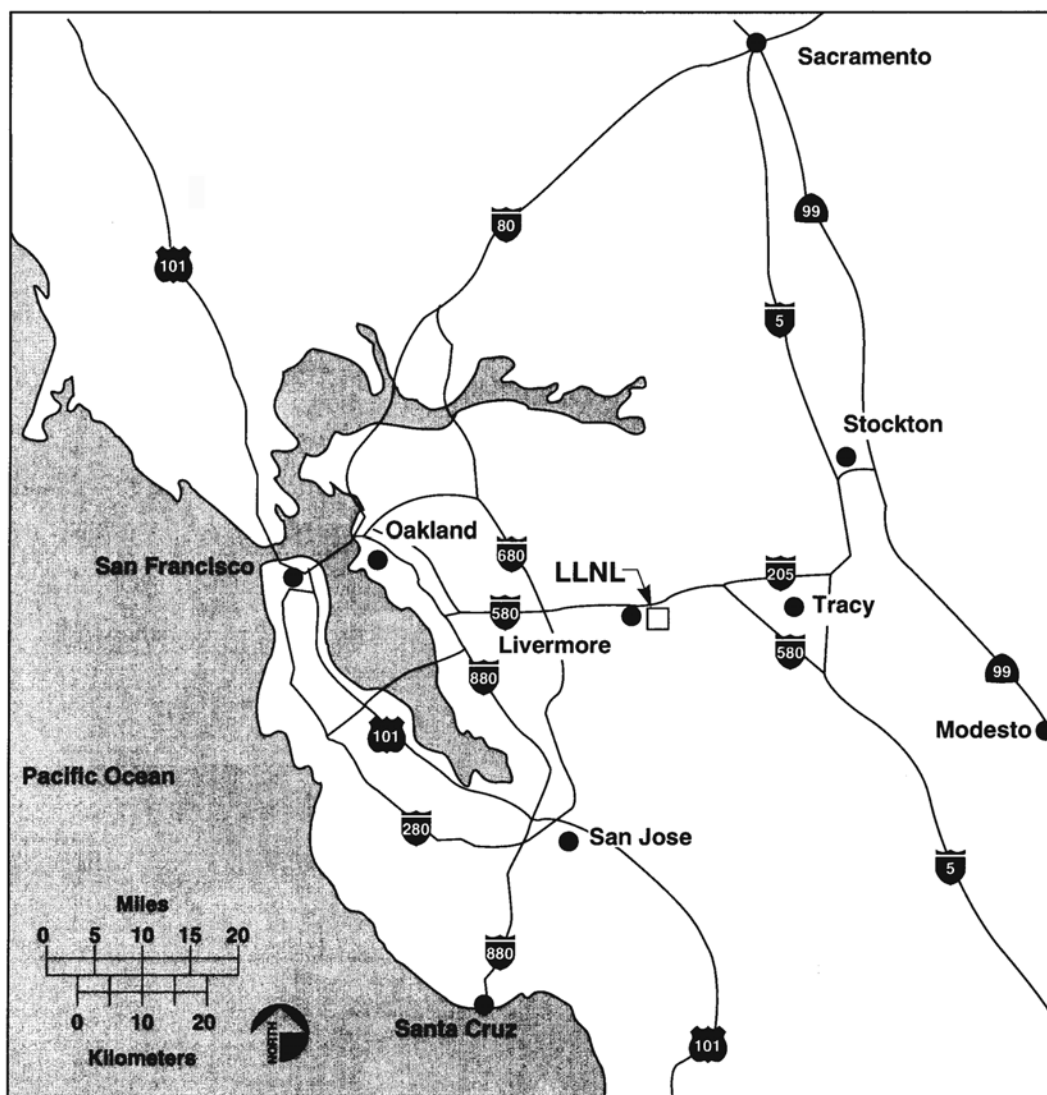 Sacramento
99
80
101
5
Stockton
Oakland
680
San Francisco
LLNL
205
580
Tracy
Livermore
580
880
99
101
Modesto
Pacific Ocean
280
San Jose
5
Miles
0 5 10 15 20
880
0 10 20
Kilometers
NORTH
Santa Cruz
101